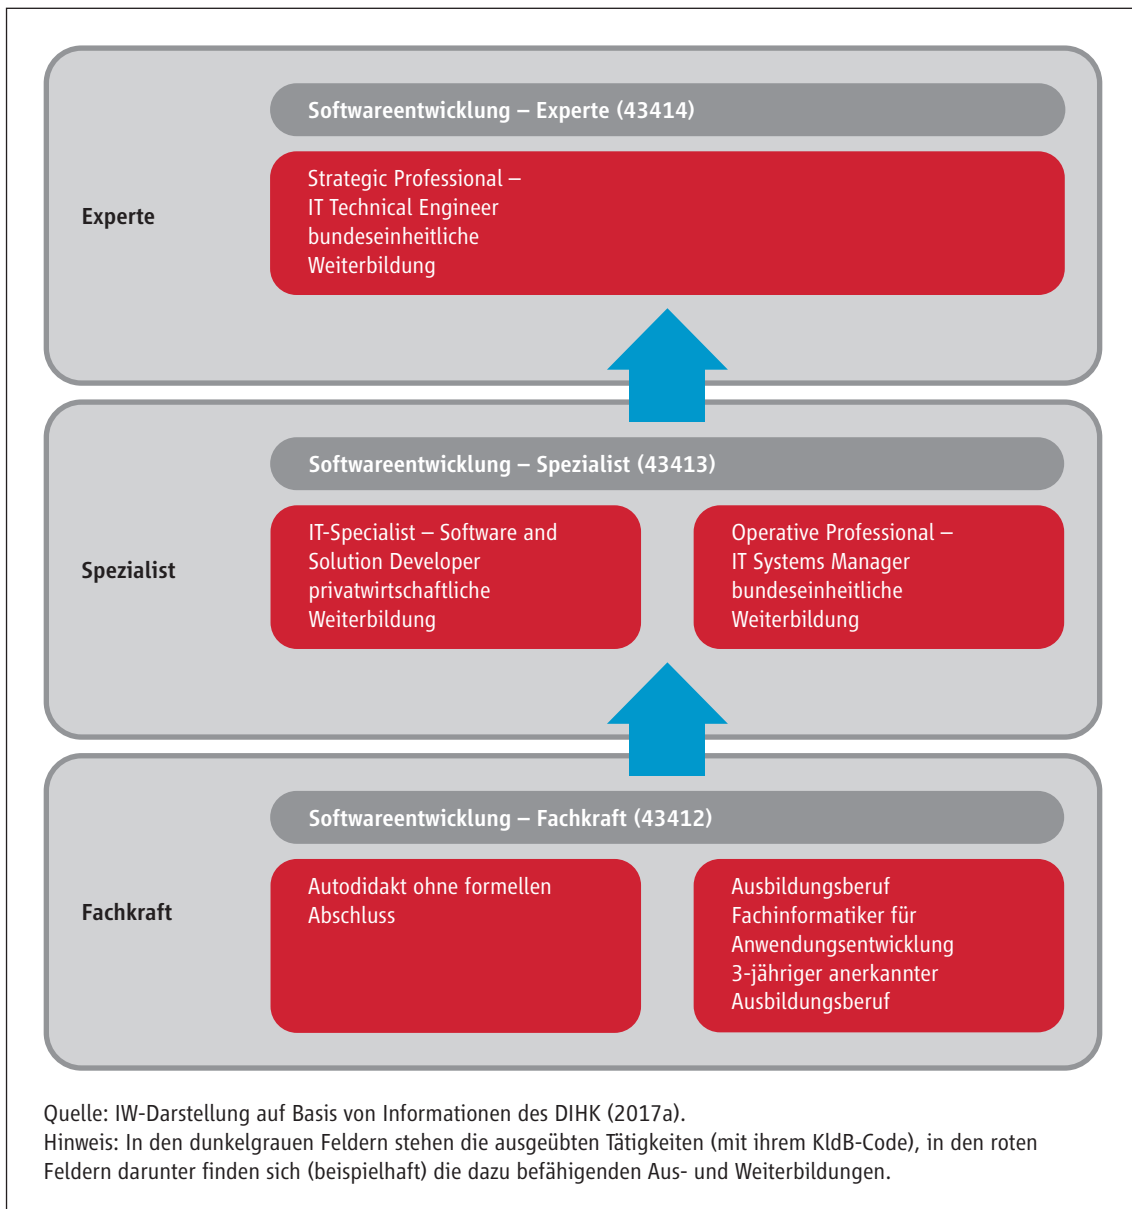 Softwareentwicklung – Experte (43414)
Experte
Strategic Professional –
IT Technical Engineer
bundeseinheitliche
Weiterbildung
Softwareentwicklung – Spezialist (43413)
Spezialist
IT-Specialist – Software and
Solution Developer
privatwirtschaftliche
Weiterbildung
Operative Professional –
IT Systems Manager
bundeseinheitliche
Weiterbildung
Softwareentwicklung – Fachkraft (43412)
Fachkraft
Autodidakt ohne formellen
Abschluss
Ausbildungsberuf
Fachinformatiker für
Anwendungsentwicklung
3-jähriger anerkannter
Ausbildungsberuf
Quelle: IW-Darstellung auf Basis von Informationen des DIHK (2017a).
Hinweis: In den dunkelgrauen Feldern stehen die ausgeübten Tätigkeiten (mit ihrem KldB-Code), in den roten
Feldern darunter finden sich (beispielhaft) die dazu befähigenden Aus- und Weiterbildungen.